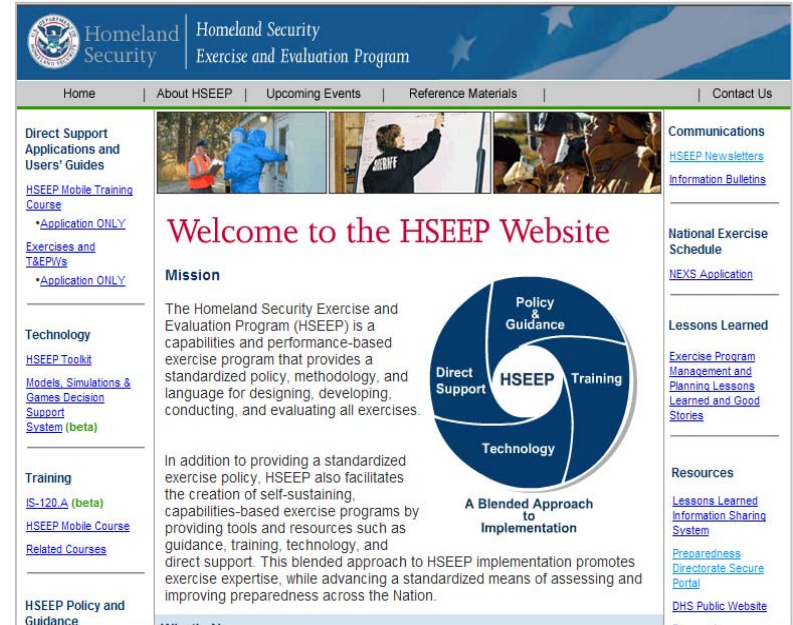 Homeland
Security
Homeland Security
Exercise and Evaluation Program
Home | About HSEEP | Upcoming Events | Reference Materials | | Contact Us
Direct Support
Applications and
Users' Guides
HSEEP Mobile Training
Course
•Application ONLY
Exercises and
T&EPWs
•Application ONLY
Technology
HSEEP Toolkit
Models, Simulations &
Games Decision
Support
System (beta)
Training
IS-120.A (beta)
HSEEP Mobile Course
Related Courses
HSEEP Policy and
Guidance
SHERIFF
Welcome to the HSEEP Website
Mission
The Homeland Security Exercise and
Evaluation Program (HSEEP) is a
capabilities and performance-based
exercise program that provides a
standardized policy, methodology, and
language for designing, developing,
conducting, and evaluating all exercises.
In addition to providing a standardized
exercise policy, HSEEP also facilitates
the creation of self-sustaining,
capabilities-based exercise programs by
providing tools and resources such as
guidance, training, technology, and
direct support. This blended approach to HSEEP implementation promotes
exercise expertise, while advancing a standardized means of assessing and
improving preparedness across the Nation.
Policy
&
Guidance
Direct
Support
HSEEP
Training
Technology
A Blended Approach
to
Implementation
Communications
HSEEP Newsletters
Information Bulletins
National Exercise
Schedule
NEXS Application
Lessons Learned
Exercise Program
Management and
Planning Lessons
Learned and Good
Stories
Resources
Lessons Learned
Information Sharing
System
Preparedness
Directorate Secure
Portal
DHS Public Website